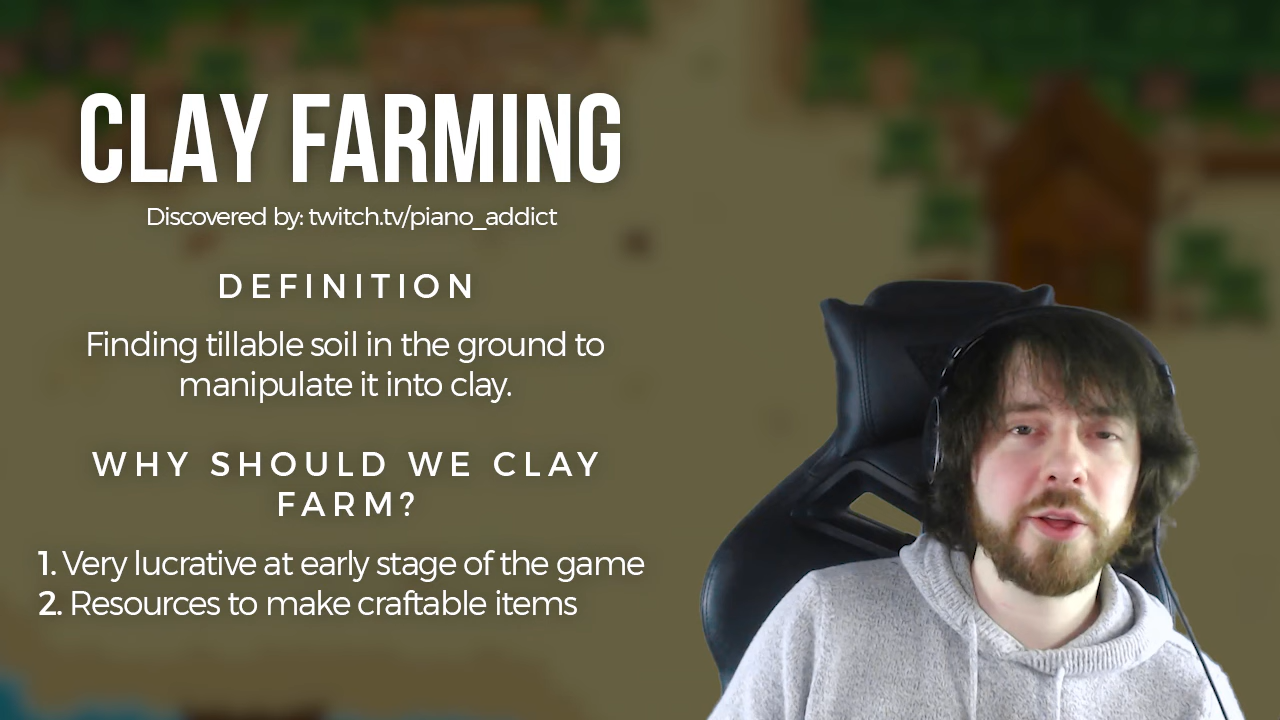 CLAY FARMING
Discovered by: twitch.tv/piano_addict
DEFINITION
Finding tillable soil in the ground to
manipulate it into clay.
WHY SHOULD WE CLAY
FARM?
1. Very lucrative at early stage of the game
2. Resources to make craftable items